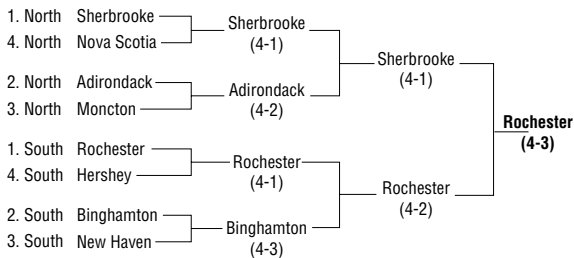 1. North Sherbrooke
4. North Nova Scotia
Sherbrooke
(4-1)
2. North Adirondack
3. North Moncton
Adirondack
(4-2)
Sherbrooke
(4-1)
1. South Rochester
4. South Hershey
Rochester
(4-1)
2. South Binghamton
3. South New Haven
Binghamton
(4-3)
Rochester
(4-2)
Rochester
(4-3)